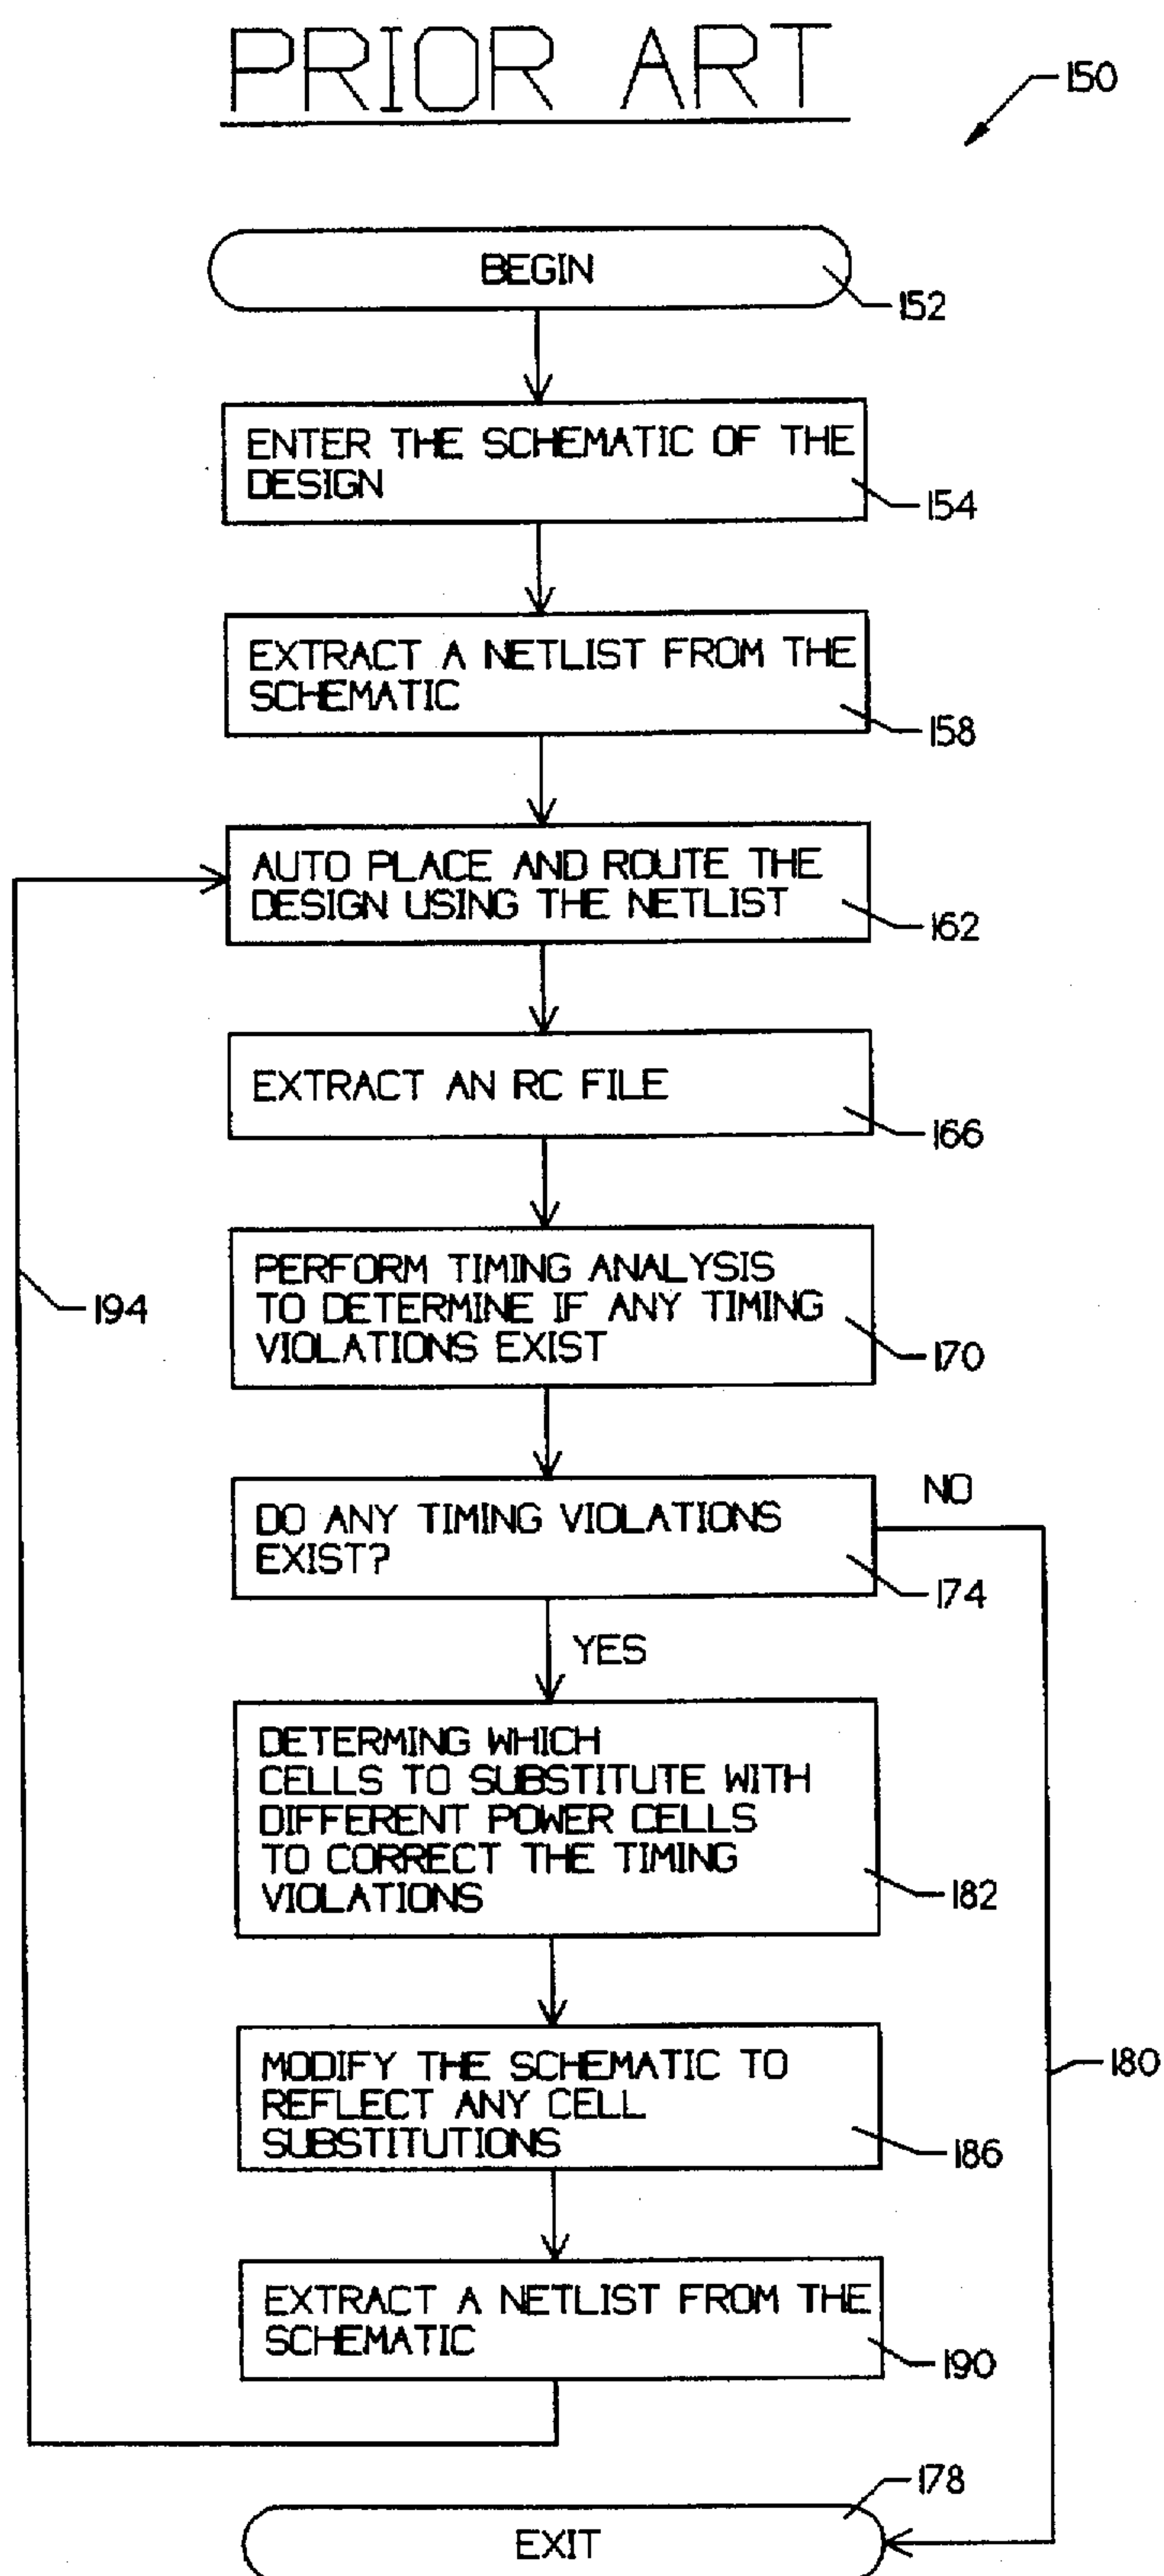 PRIOR ART
150
BEGIN
152
ENTER THE SCHEMATIC OF THE
DESIGN
154
EXTRACT A NETLIST FROM THE
SCHEMATIC
158
AUTO PLACE AND ROUTE THE
DESIGN USING THE NETLIST
162
EXTRACT AN RC FILE
166
PERFORM TIMING ANALYSIS
TO DETERMINE IF ANY TIMING
VIOLATIONS EXIST
170
194
DO ANY TIMING VIOLATIONS
EXIST?
174
NO
YES
DETERMING WHICH
CELLS TO SUBSTITUTE WITH
DIFFERENT POWER CELLS
TO CORRECT THE TIMING
VIOLATIONS
182
MODIFY THE SCHEMATIC TO
REFLECT ANY CELL
SUBSTITUTIONS
186
180
EXTRACT A NETLIST FROM THE
SCHEMATIC
190
178
EXIT